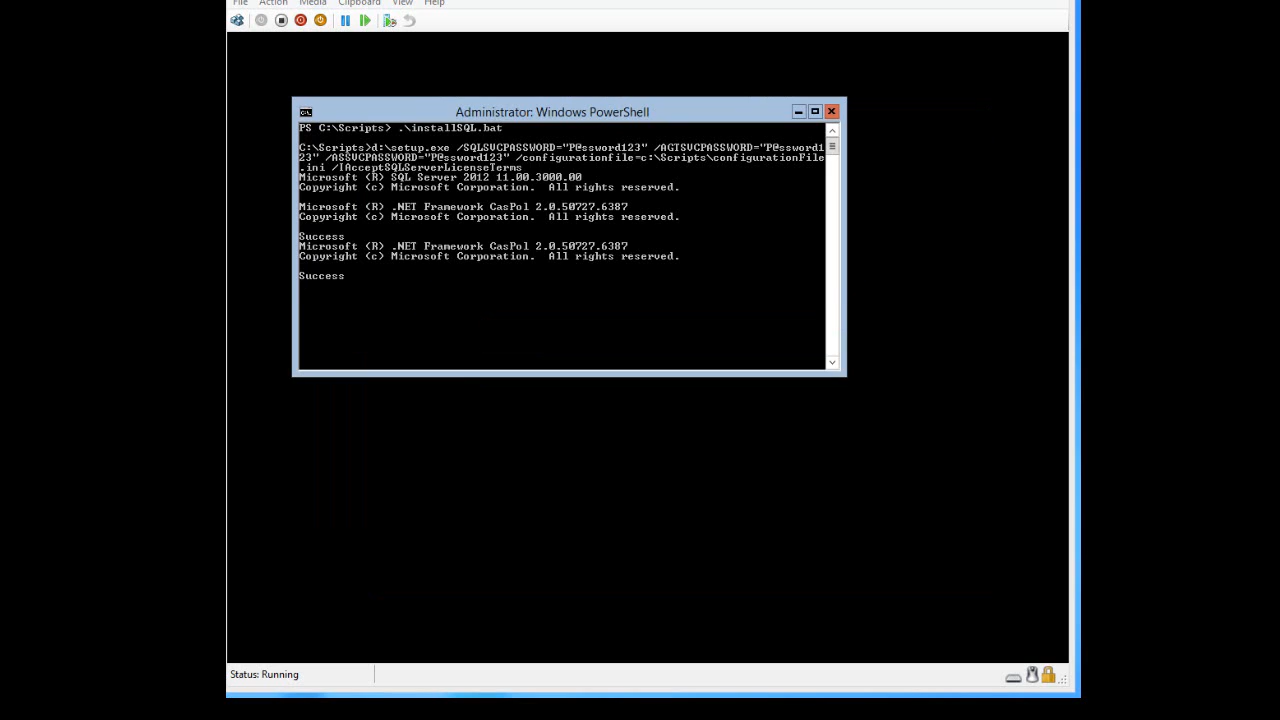 File Action Media Clipboard View Help
Administrator: Windows PowerShell
PS C:\Scripts> .\installSQL.bat
C:\Scripts>d:\setup.exe /SQLSVCPASSWORD="P@ssword123" /AGTSVCPASSWORD="P@ssword1
23" /ASSVCPASSWORD="P@ssword123" /configurationfile=c:\Scripts\configurationFile
.ini /IAcceptSQLServerLicenseTerms
Microsoft (R) SQL Server 2012 11.00.3000.00
Copyright (c) Microsoft Corporation.  All rights reserved.
Microsoft (R) .NET Framework CasPol 2.0.50727.6387
Copyright (c) Microsoft Corporation.  All rights reserved.
Success
Microsoft (R) .NET Framework CasPol 2.0.50727.6387
Copyright (c) Microsoft Corporation.  All rights reserved.
Success
Status: Running